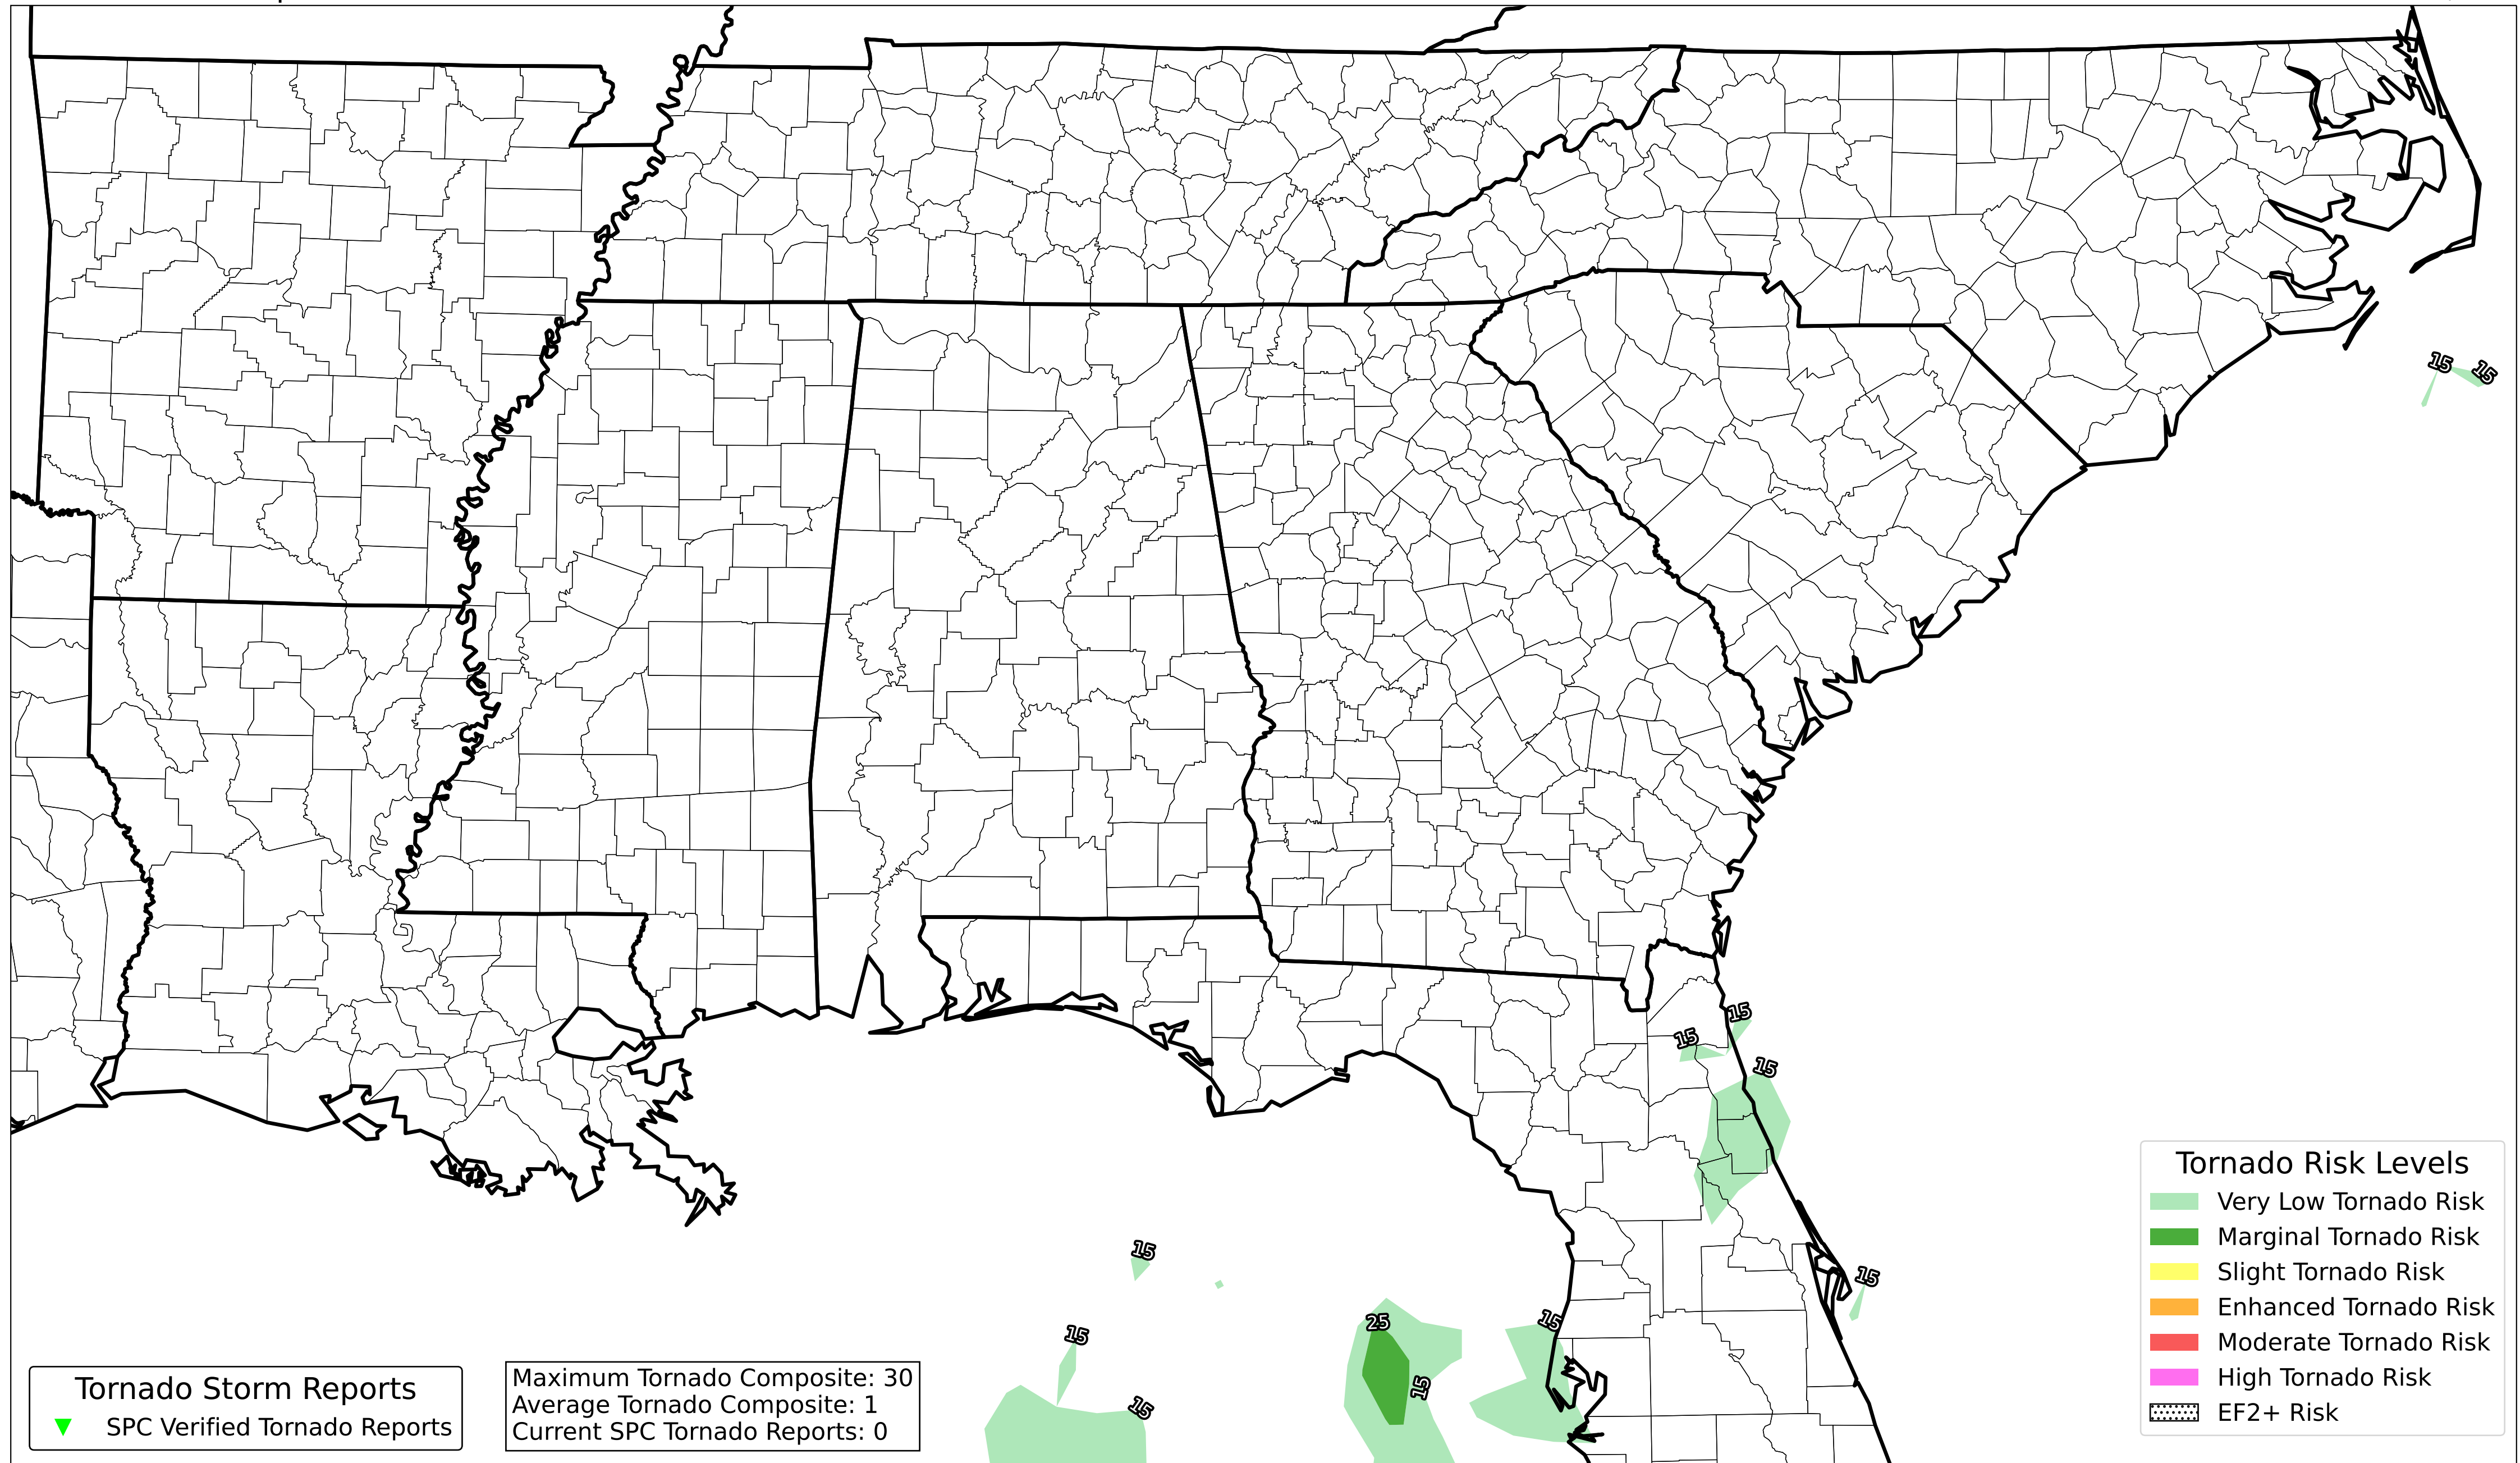 15
15
15
15
15
15
15
15
25
15
15
15
Tornado Storm Reports
SPC Verified Tornado Reports
Maximum Tornado Composite: 30
Average Tornado Composite: 1
Current SPC Tornado Reports: 0
Tornado Risk Levels
Very Low Tornado Risk
Marginal Tornado Risk
Slight Tornado Risk
Enhanced Tornado Risk
Moderate Tornado Risk
High Tornado Risk
EF2+ Risk